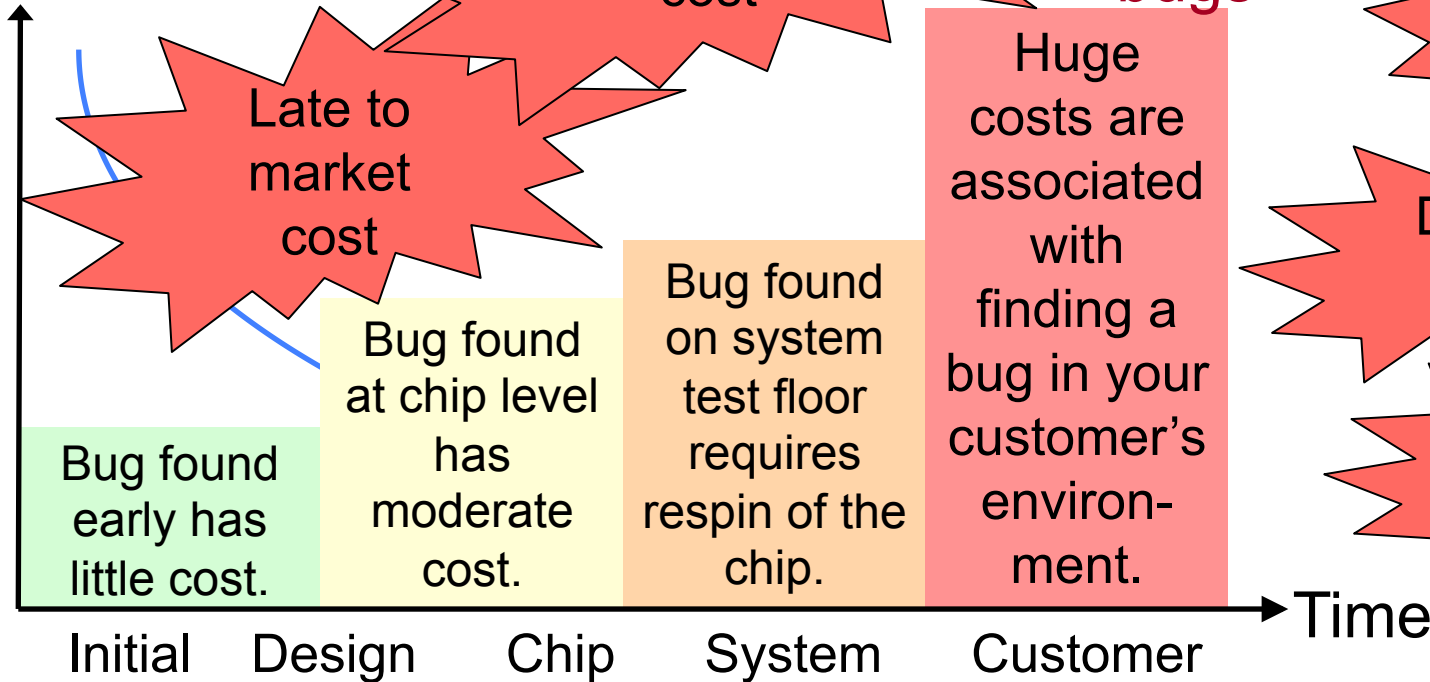 cost
bugs
Late to
market
cost
Huge
costs are
associated
with
finding a
bug in your
customer’s
environ-
ment.
Bug found
on system
test floor
requires
respin of the
chip.
Bug found
at chip level
has
moderate
cost.
Bug found
early has
little cost.
Time
Initial Design Chip System Customer